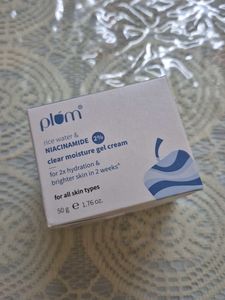 plum®
rice water &
NIACINAMIDE 2%
clear moisture gel cream
for 2x hydration &
brighter skin in 2 weeks*
for all skin types
50 g ℮ 1.76 oz.